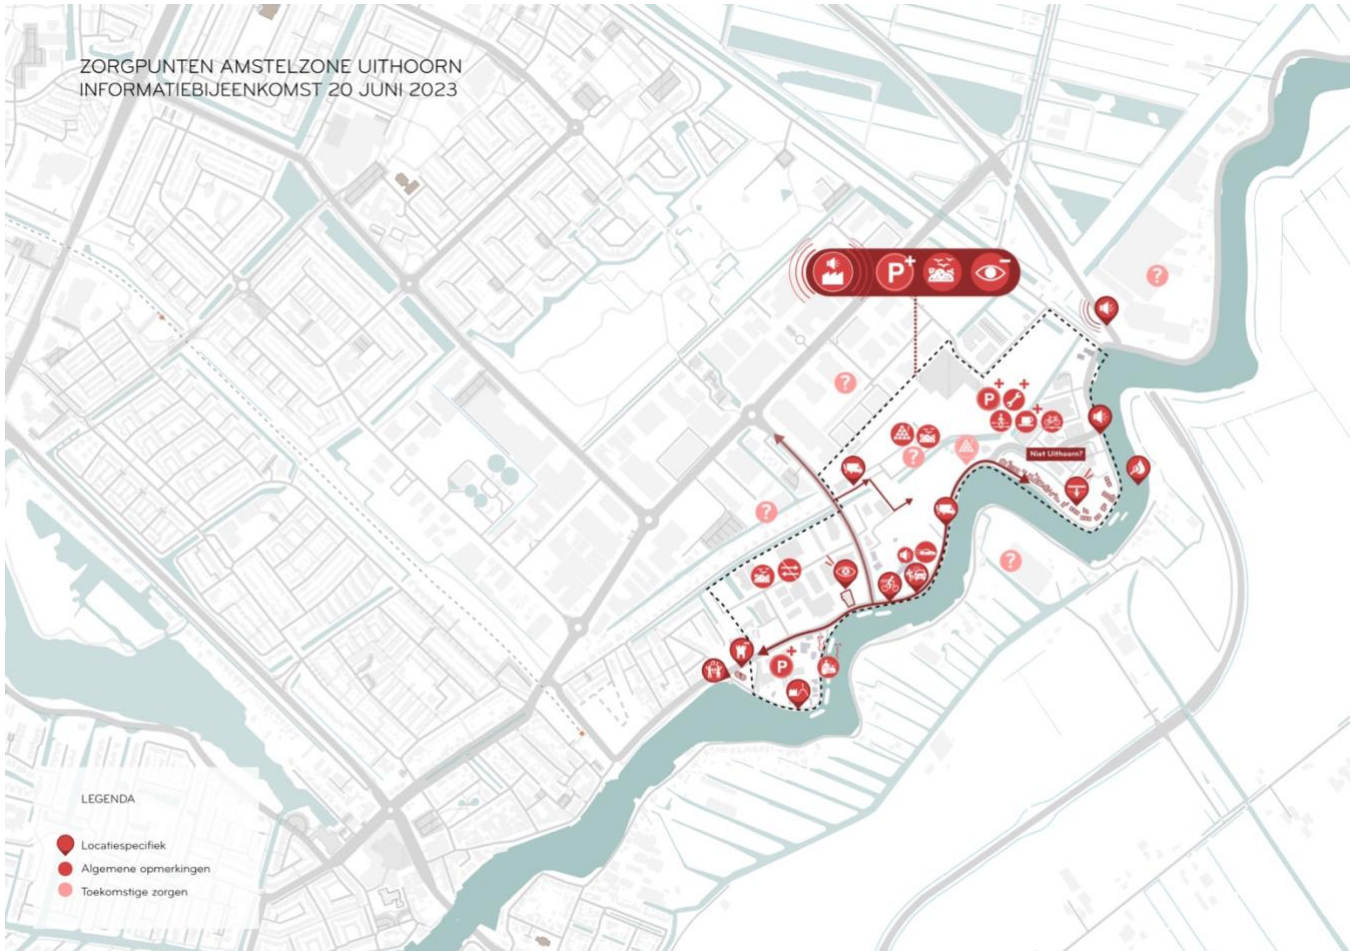 ZORGPUNTEN AMSTELZONE UITHOORN
INFORMATIEBIJEENKOMST 20 JUNI 2023
P+
?
?
P+
+
+
?
?
Niet Uithoorn?
?
P+
LEGENDA
Locatiespecifiek
Algemene opmerkingen
Toekomstige zorgen